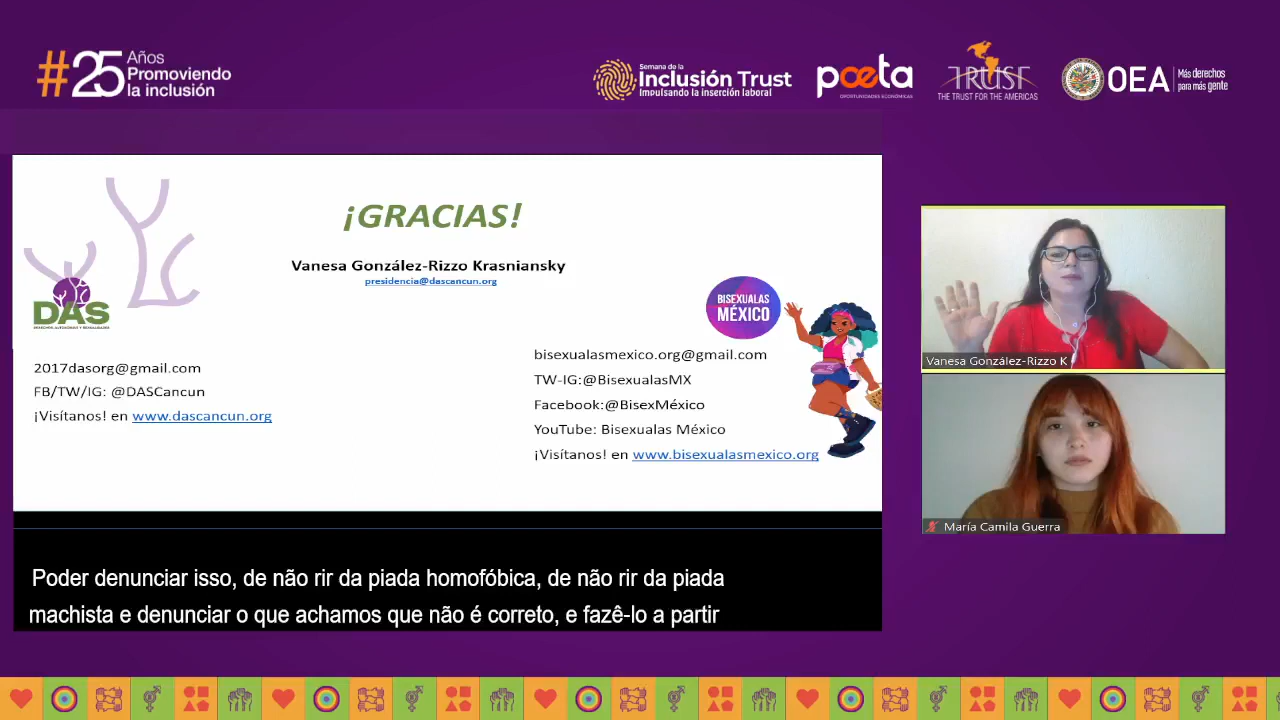 #25 Años
Promoviendo
la inclusión
Semana de la
Inclusión Trust
Impulsando la inserción laboral
poeta
OPORTUNIDADES ECONÓMICAS
TRUST
THE TRUST FOR THE AMERICAS
OEA
Más derechos
para más gente
¡GRACIAS!
Vanesa González-Rizzo Krasniansky
presidencia@dascancun.org
DAS
BISEXUALAS
MÉXICO
2017dasorg@gmail.com
FB/TW/IG: @DASCancun
¡Visítanos! en www.dascancun.org
bisexualasmexico.org@gmail.com
TW-IG:@BisexualasMX
Facebook:@BisexMéxico
YouTube: Bisexualas México
¡Visítanos! en www.bisexualasmexico.org
Vanesa González-Rizzo K
María Camila Guerra
Poder denunciar isso, de não rir da piada homofóbica, de não rir da piada
machista e denunciar o que achamos que não é correto, e fazê-lo a partir